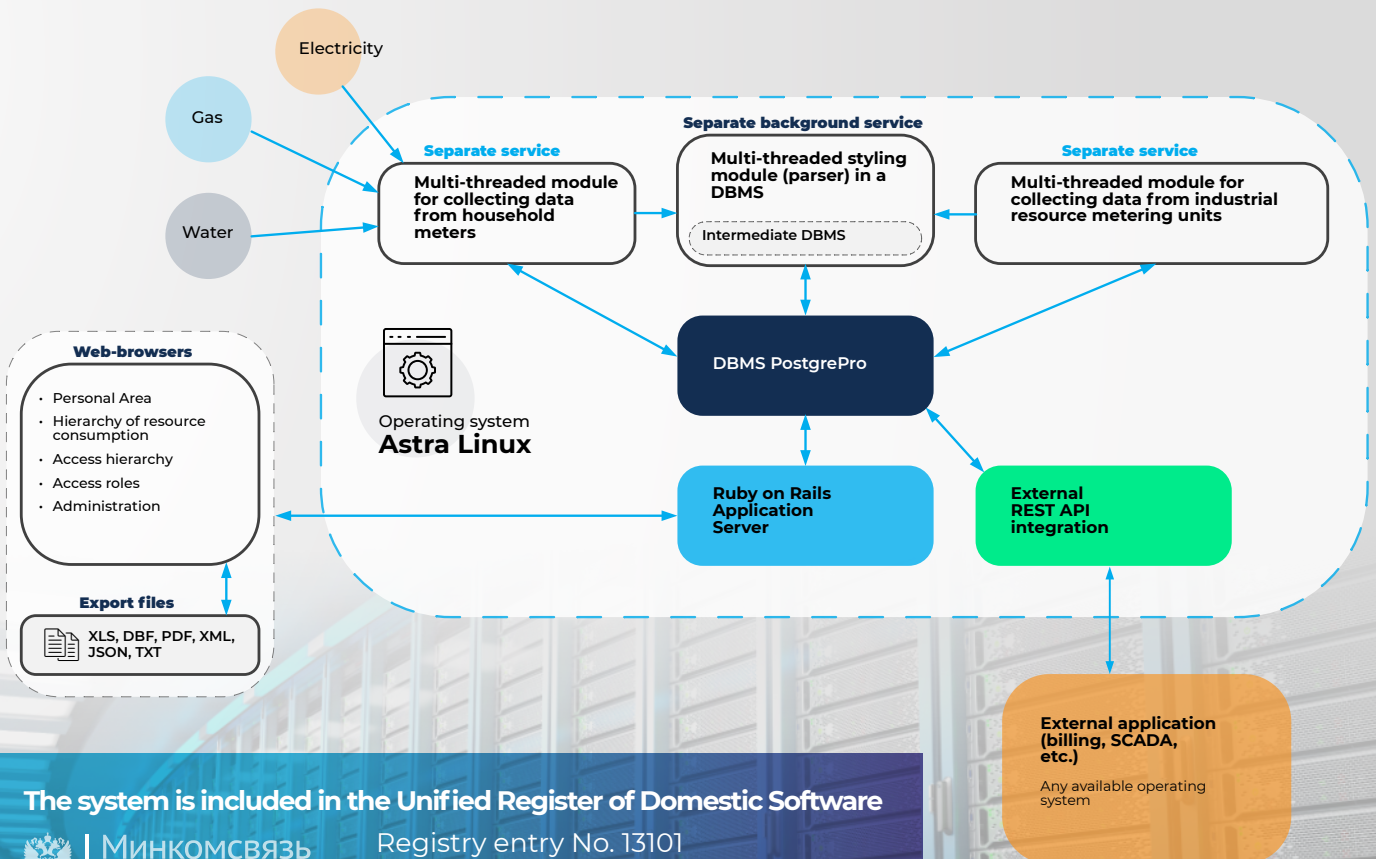 Electricity
Gas
Water
Separate service
Multi-threaded module
for collecting data
from household
meters
Separate background service
Multi-threaded styling
module (parser) in a
DBMS
Intermediate DBMS
Separate service
Multi-threaded module for
collecting data from industrial
resource metering units
DBMS PostgrePro
Operating system
Astra Linux
Web-browsers
• Personal Area
• Hierarchy of resource
consumption
• Access hierarchy
• Access roles
• Administration
Export files
XLS, DBF, PDF, XML,
JSON, TXT
Ruby on Rails
Application
Server
External
REST API
integration
External application
(billing, SCADA,
etc.)
Any available operating
system
The system is included in the Unified Register of Domestic Software
Минкомсвязь
Registry entry No. 13101